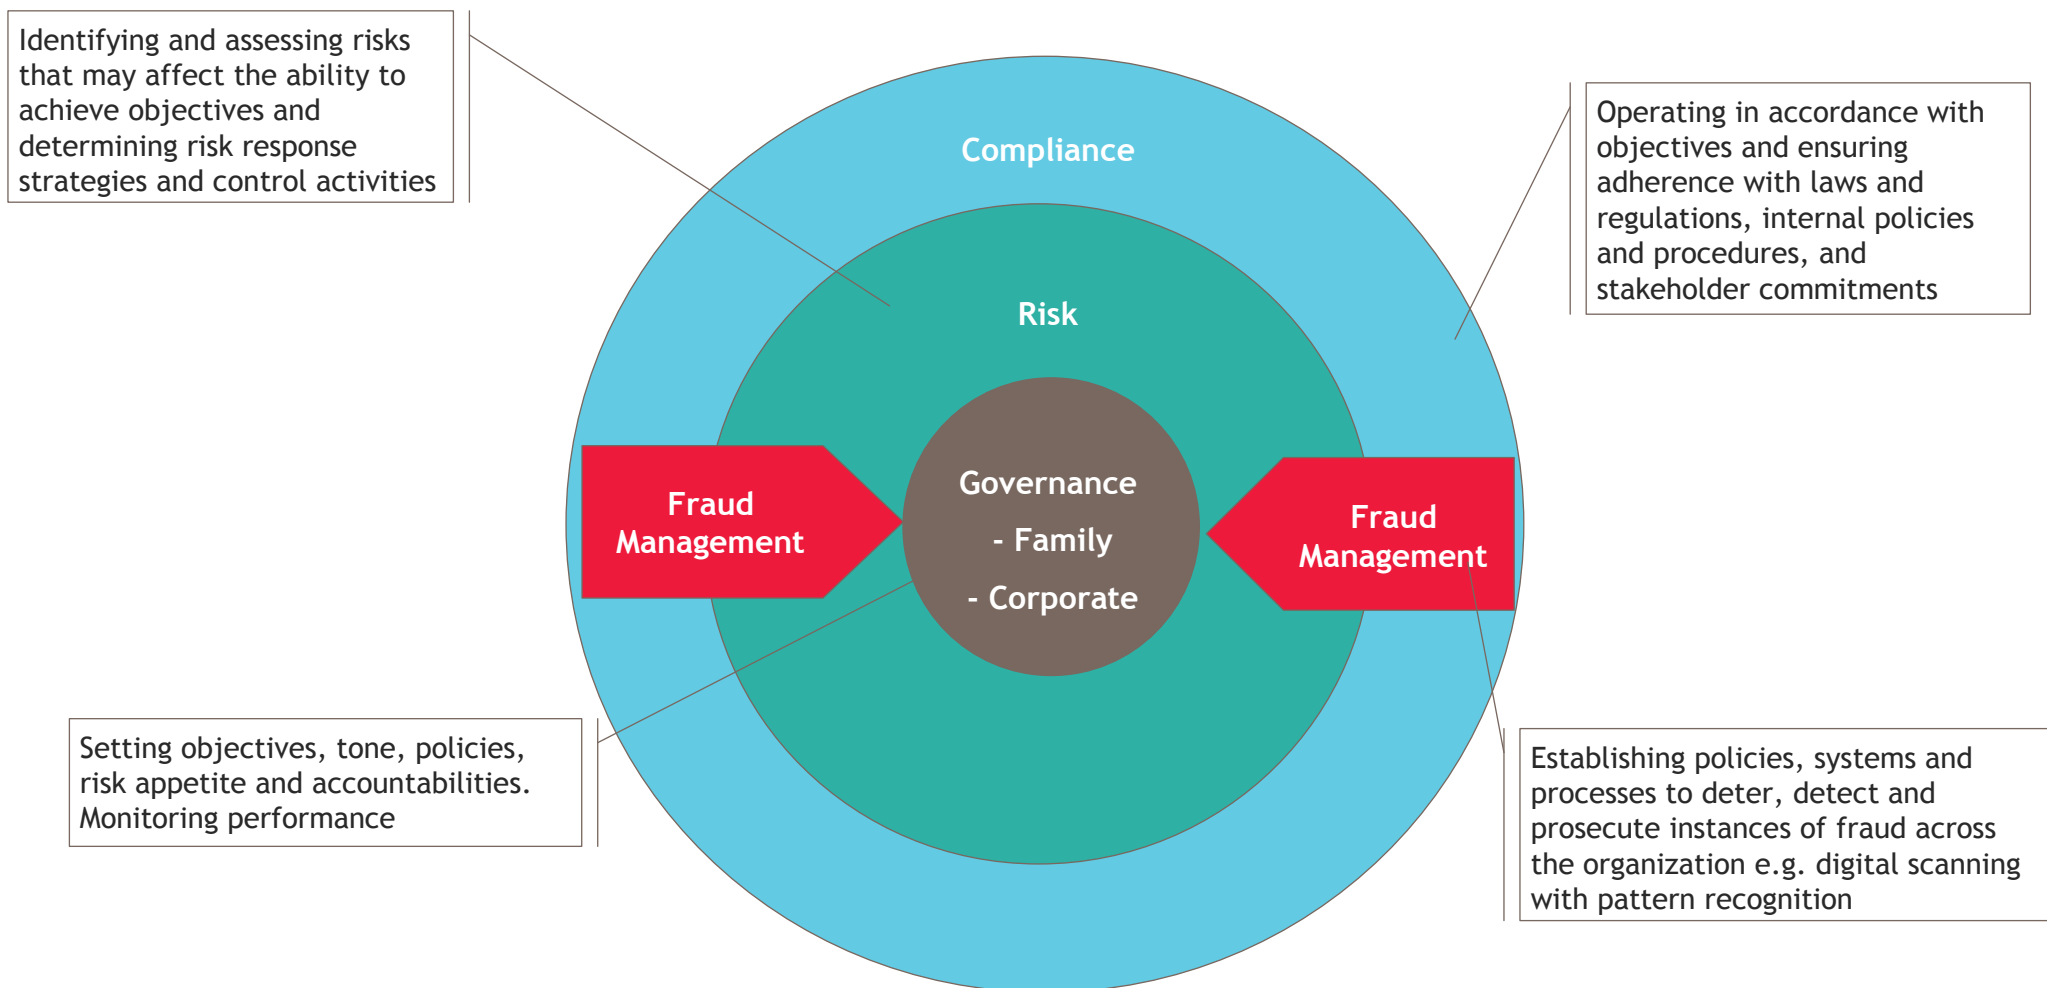 Identifying and assessing risks
that may affect the ability to
achieve objectives and
determining risk response
strategies and control activities
Compliance
Operating in accordance with
objectives and ensuring
adherence with laws and
regulations, internal policies
and procedures, and
stakeholder commitments
Risk
Fraud
Management
Governance
- Family
- Corporate
Fraud
Management
Setting objectives, tone, policies,
risk appetite and accountabilities.
Monitoring performance
Establishing policies, systems and
processes to deter, detect and
prosecute instances of fraud across
the organization e.g. digital scanning
with pattern recognition